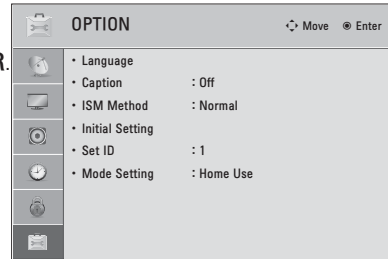 OPTION Move Enter
R.
• Language
• Caption : Off
• ISM Method : Normal
• Initial Setting
• Set ID : 1
• Mode Setting : Home Use